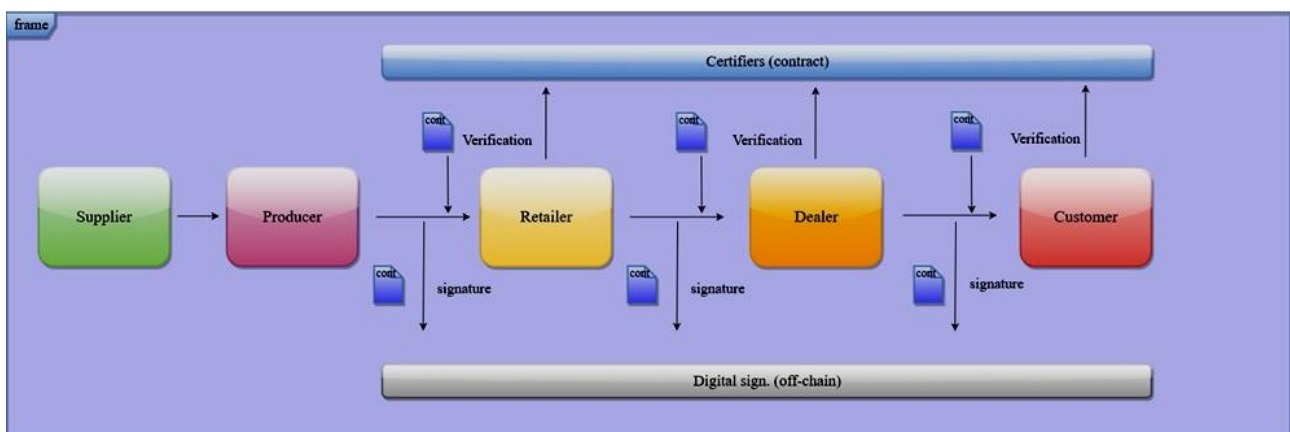 frame
Certifiers (contract)
cont
Verification
cont
Verification
cont
Verification
Supplier
Producer
Retailer
Dealer
Customer
cont
signature
cont
signature
cont
signature
Digital sign. (off-chain)